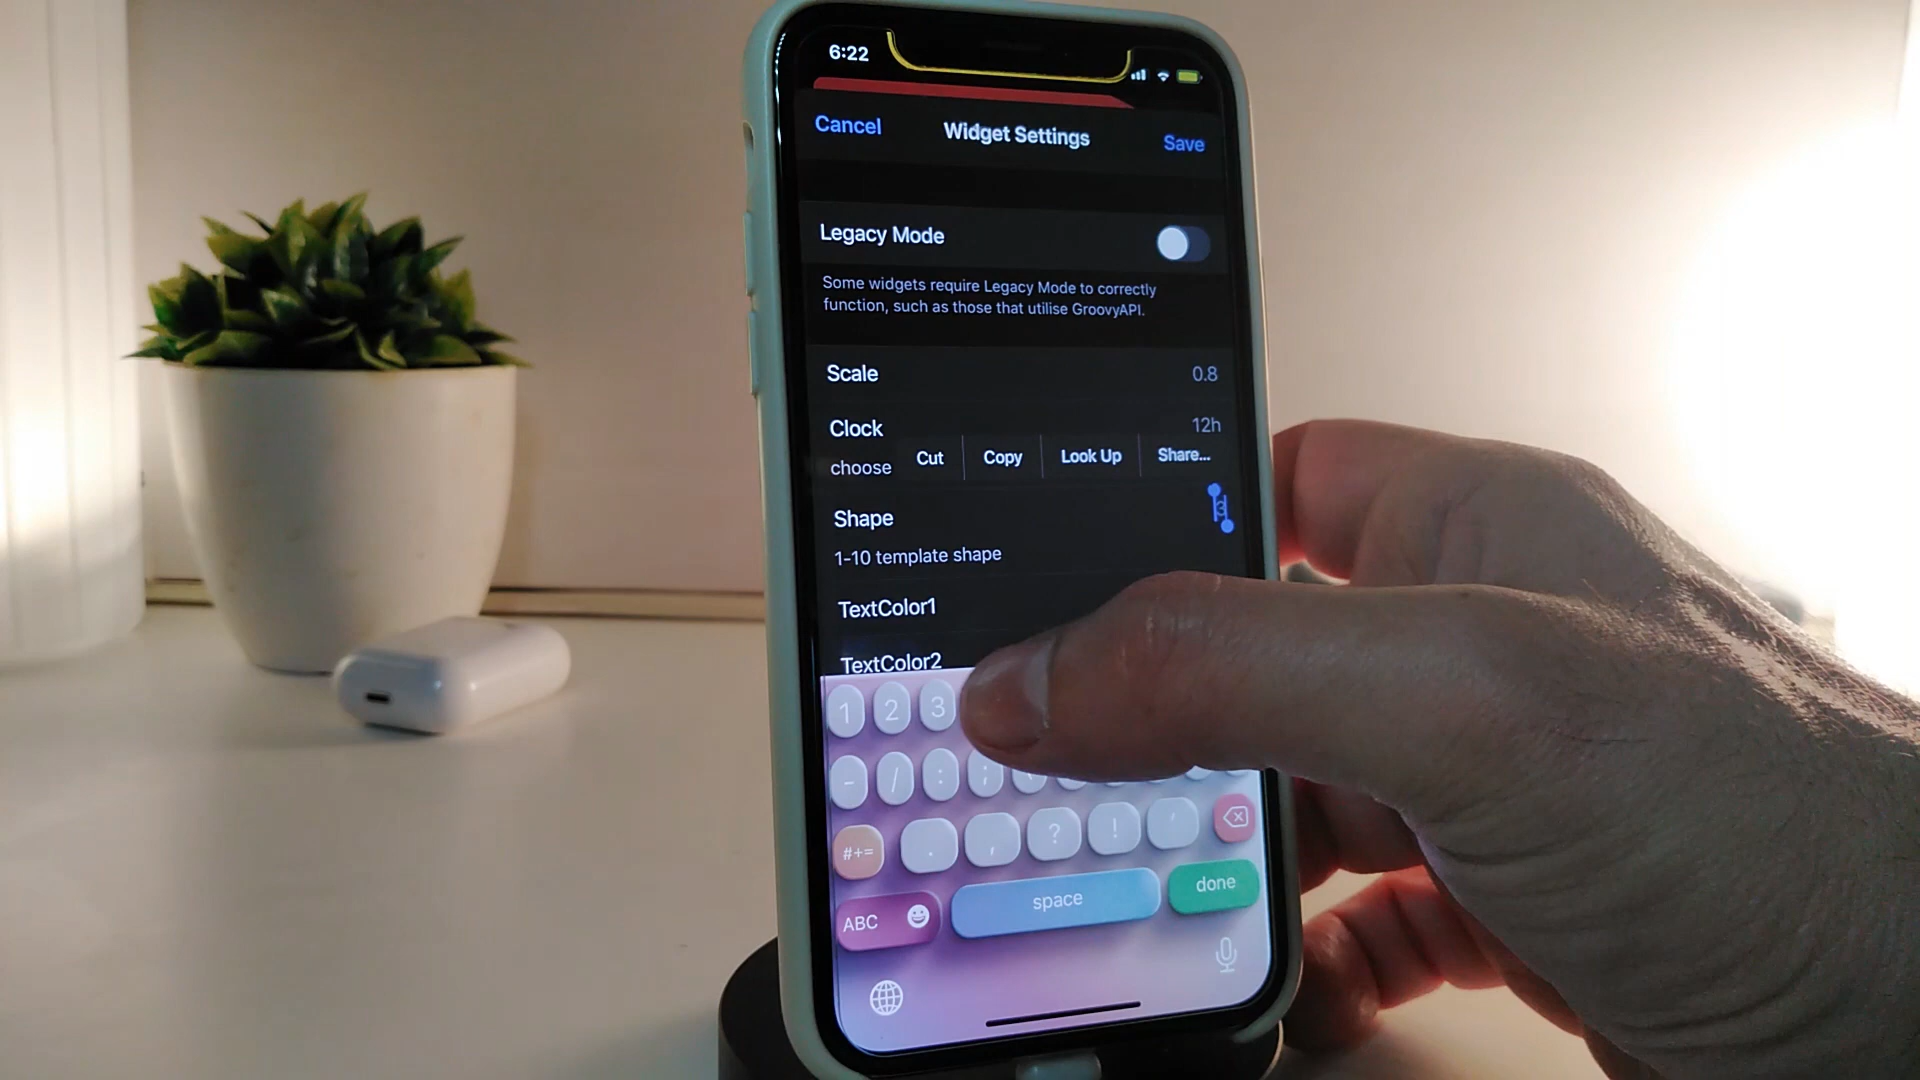 6:22
Cancel
Widget Settings
Save
Legacy Mode
Some widgets require Legacy Mode to correctly
function, such as those that utilise GroovyAPI.
Scale
0.8
Clock
12h
choose
Cut
Copy
Look Up
Share...
Shape
3
1-10 template shape
TextColor1
TextColor2
1 2 3
- / : ;
#+= . , ? ! '
ABC
space
done